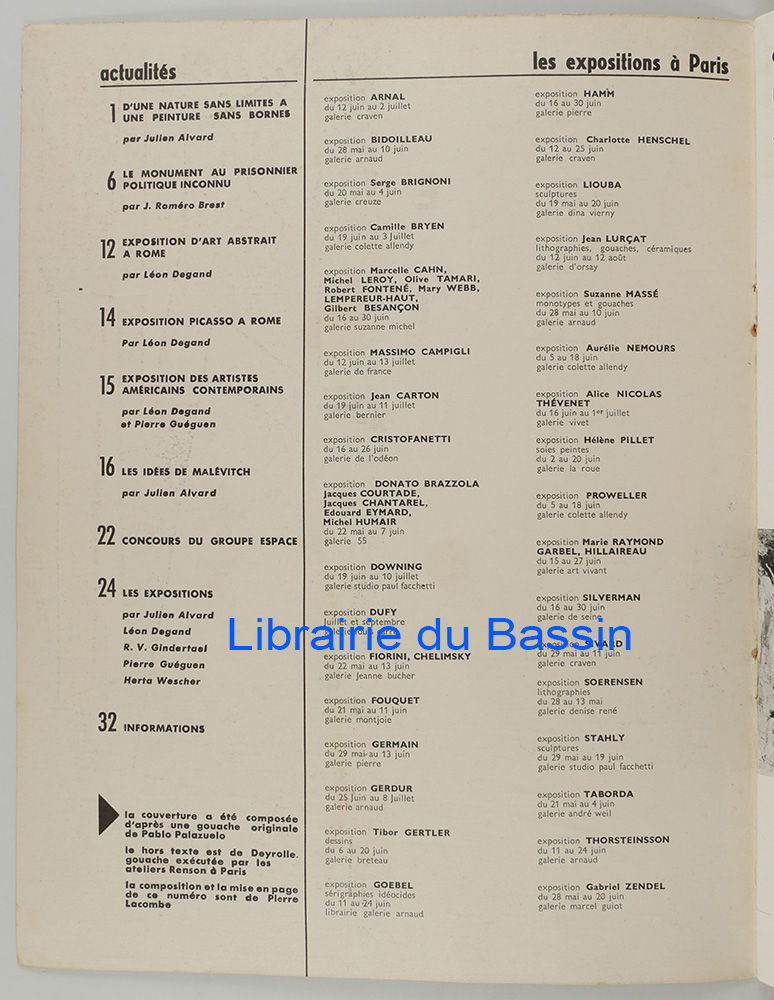 actualités
1 D'UNE NATURE SANS LIMITES A
UNE PEINTURE SANS BORNES
par Julien Alvard
6 LE MONUMENT AU PRISONNIER
POLITIQUE INCONNU
par J. Roméro Brest
12 EXPOSITION D'ART ABSTRAIT
A ROME
par Léon Degand
14 EXPOSITION PICASSO A ROME
Par Léon Degand
15 EXPOSITION DES ARTISTES
AMÉRICAINS CONTEMPORAINS
par Léon Degand
et Pierre Guéguen
16 LES IDÉES DE MALÉVITCH
par Julien Alvard
22 CONCOURS DU GROUPE ESPACE
24 LES EXPOSITIONS
par Julien Alvard
Léon Degand
R. V. Gindertael
Pierre Guéguen
Herta Wescher
32 INFORMATIONS
la couverture a été composée
d'après une gouache originale
de Pablo Palazuelo
le hors texte est de Deyrolle.
gouache exécutée par les
ateliers Renson à Paris
la composition et la mise en page
de ce numéro sont de Pierre
Lacombe
les expositions à Paris
exposition ARNAL
du 12 juin au 2 juillet
galerie craven
exposition BIDOILLEAU
du 28 mai au 10 juin
galerie arnaud
exposition Serge BRIGNONI
du 20 mai au 4 juin
galerie creuze
exposition Camille BRYEN
du 19 juin au 3 Juillet
galerie colette allendy
exposition Marcelle CAHN,
Michel LEROY, Olive TAMARI,
Robert FONTENÉ, Mary WEBB,
LEMPEREUR-HAUT,
Gilbert BESANÇON
du 16 au 30 juin
galerie suzanne michel
exposition MASSIMO CAMPIGLI
du 12 juin au 13 juillet
galerie de france
exposition Jean CARTON
du 19 juin au 11 juillet
galerie bernier
exposition CRISTOFANETTI
du 16 au 26 juin
galerie de l'odéon
exposition DONATO BRAZZOLA
Jacques COURTADE,
Jacques CHANTAREL,
Edouard EYMARD,
Michel HUMAIR
du 22 mai au 7 juin
galerie 55
exposition DOWNING
du 19 juin au 10 juillet
galerie studio paul facchetti
exposition DUFY
Juillet et septembre
galerie louis carré
exposition FIORINI, CHELIMSKY
du 22 mai au 13 juin
galerie Jeanne bucher
exposition FOUQUET
du 21 mai au 11 juin
galerie montjoie
exposition GERMAIN
du 29 mai au 13 juin
galerie pierre
exposition GERDUR
du 25 Juin au 8 Juillet
galerie arnaud
exposition Tibor GERTLER
dessins
du 6 au 20 juin
galerie breteau
exposition GOEBEL
sérigraphies idéocides
du 11 au 24 juin
librairie galerie arnaud
exposition HAMM
du 16 au 30 juin
galerie pierre
exposition Charlotte HENSCHEL
du 12 au 25 juin
galerie craven
exposition LIOUBA
sculptures
du 19 mai au 20 juin
galerie dina vierny
exposition Jean LURÇAT
lithographies, gouaches, céramiques
du 12 juin au 12 août
galerie d'orsay
exposition Suzanne MASSÉ
monotypes et gouaches
du 28 mai au 10 juin
galerie arnaud
exposition Aurélie NEMOURS
du 5 au 18 juin
galerie colette allendy
exposition Alice NICOLAS
THÉVENET
du 16 juin au 1er juillet
galerie vivet
exposition Hélène PILLET
soies peintes
du 2 au 20 juin
galerie la roue
exposition PROWELLER
du 5 au 18 juin
galerie colette allendy
exposition Marie RAYMOND
GARBEL, HILLAIREAU
du 15 au 27 juin
galerie art vivant
exposition SILVERMAN
du 16 au 30 juin
galerie de seine
exposition SIVARD
du 29 mai au 11 juin
galerie craven
exposition SOERENSEN
lithographies
du 28 au 13 mai
galerie denise rené
exposition STAHLY
sculptures
du 29 mai au 19 juin
galerie studio paul facchetti
exposition TABORDA
du 21 mai au 4 juin
galerie andré weil
exposition THORSTEINSSON
du 11 au 24 juin
galerie arnaud
exposition Gabriel ZENDEL
du 28 mai au 20 juin
galerie marcel guiot
Librairie du Bassin